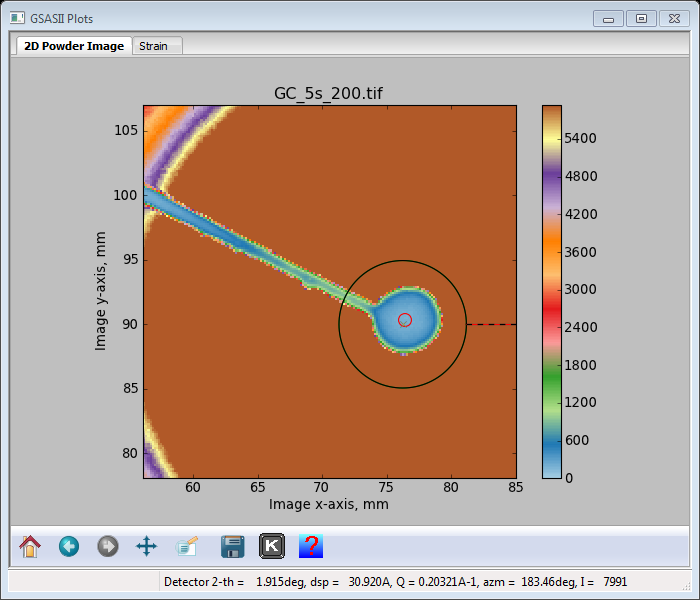 GSASII Plots
2D Powder Image Strain
GC_5s_200.tif
105
100
95
90
85
80
Image y-axis, mm
60 65 70 75 80 85
Image x-axis, mm
5400
4800
4200
3600
3000
2400
1800
1200
600
0
K ?
Detector 2-th = 1.915deg, dsp = 30.920A, Q = 0.20321A-1, azm = 183.46deg, I = 7991